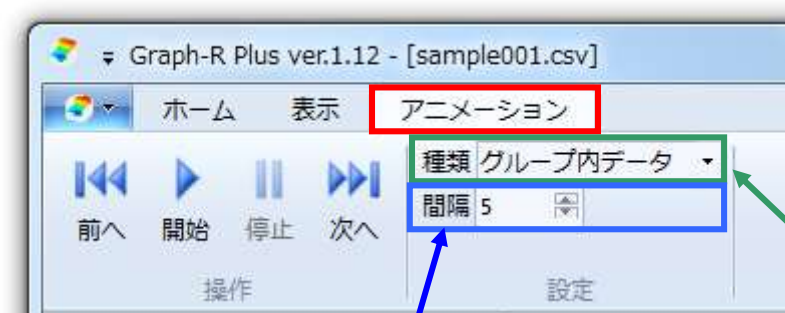 Graph-R Plus ver.1.12 - [sample001.csv]
ホーム 表示 アニメーション
種類 グループ内データ
間隔 5
前へ 開始 停止 次へ
操作 設定